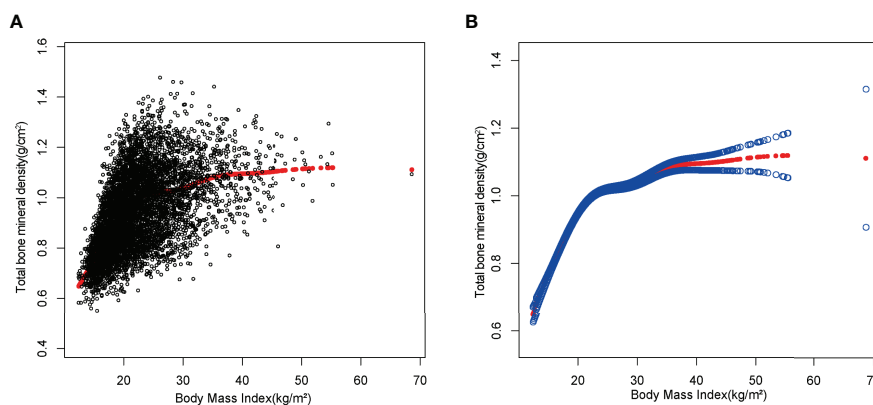 A
B
Total bone mineral density(g/cm²)
1.6
1.4
1.2
1.0
0.8
0.6
0.4
20 30 40 50 60 70
Body Mass Index(kg/m²)
Total bone mineral density(g/cm²)
1.4
1.2
1.0
0.8
0.6
20 30 40 50 60
Body Mass Index(kg/m²)